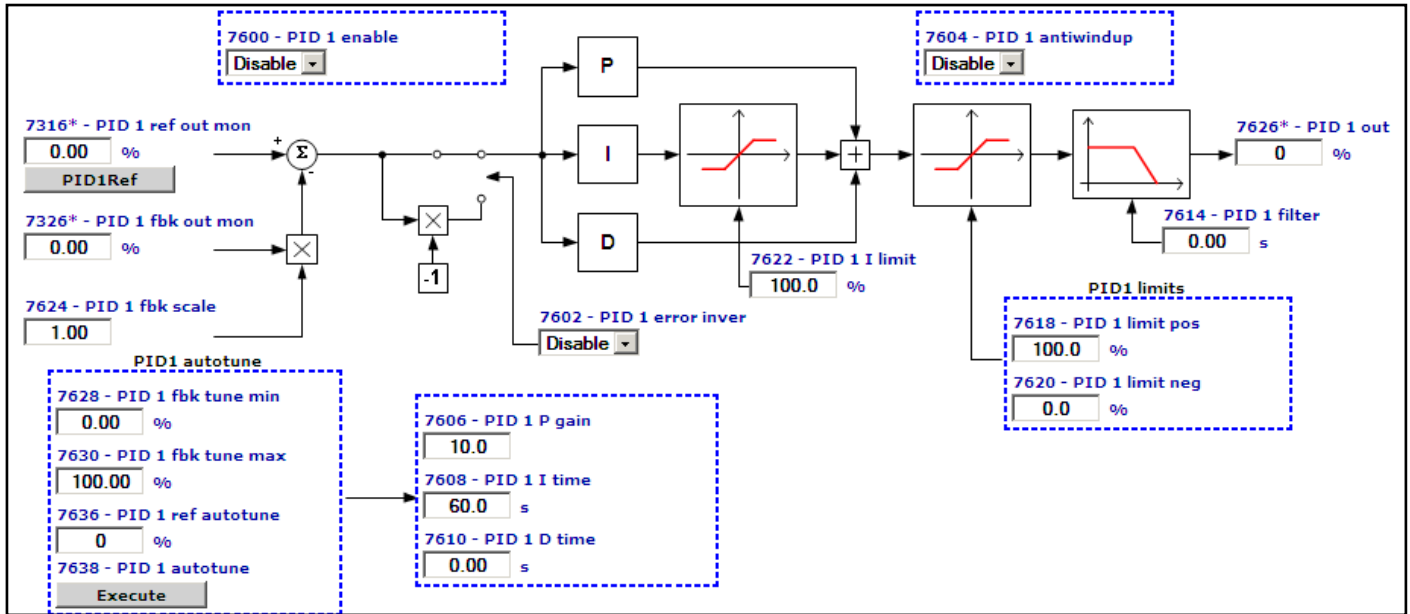 7600 - PID 1 enable
Disable
7604 - PID 1 antiwindup
Disable
P
7316* - PID 1 ref out mon
0.00 %
PID1Ref
+
Σ
-
I
+
7626* - PID 1 out
0 %
7326* - PID 1 fbk out mon
0.00 %
×
×
-1
D
7614 - PID 1 filter
0.00 s
7622 - PID 1 I limit
100.0 %
7624 - PID 1 fbk scale
1.00
7602 - PID 1 error inver
Disable
PID1 limits
7618 - PID 1 limit pos
100.0 %
7620 - PID 1 limit neg
0.0 %
PID1 autotune
7628 - PID 1 fbk tune min
0.00 %
7630 - PID 1 fbk tune max
100.00 %
7636 - PID 1 ref autotune
0 %
7638 - PID 1 autotune
Execute
7606 - PID 1 P gain
10.0
7608 - PID 1 I time
60.0 s
7610 - PID 1 D time
0.00 s